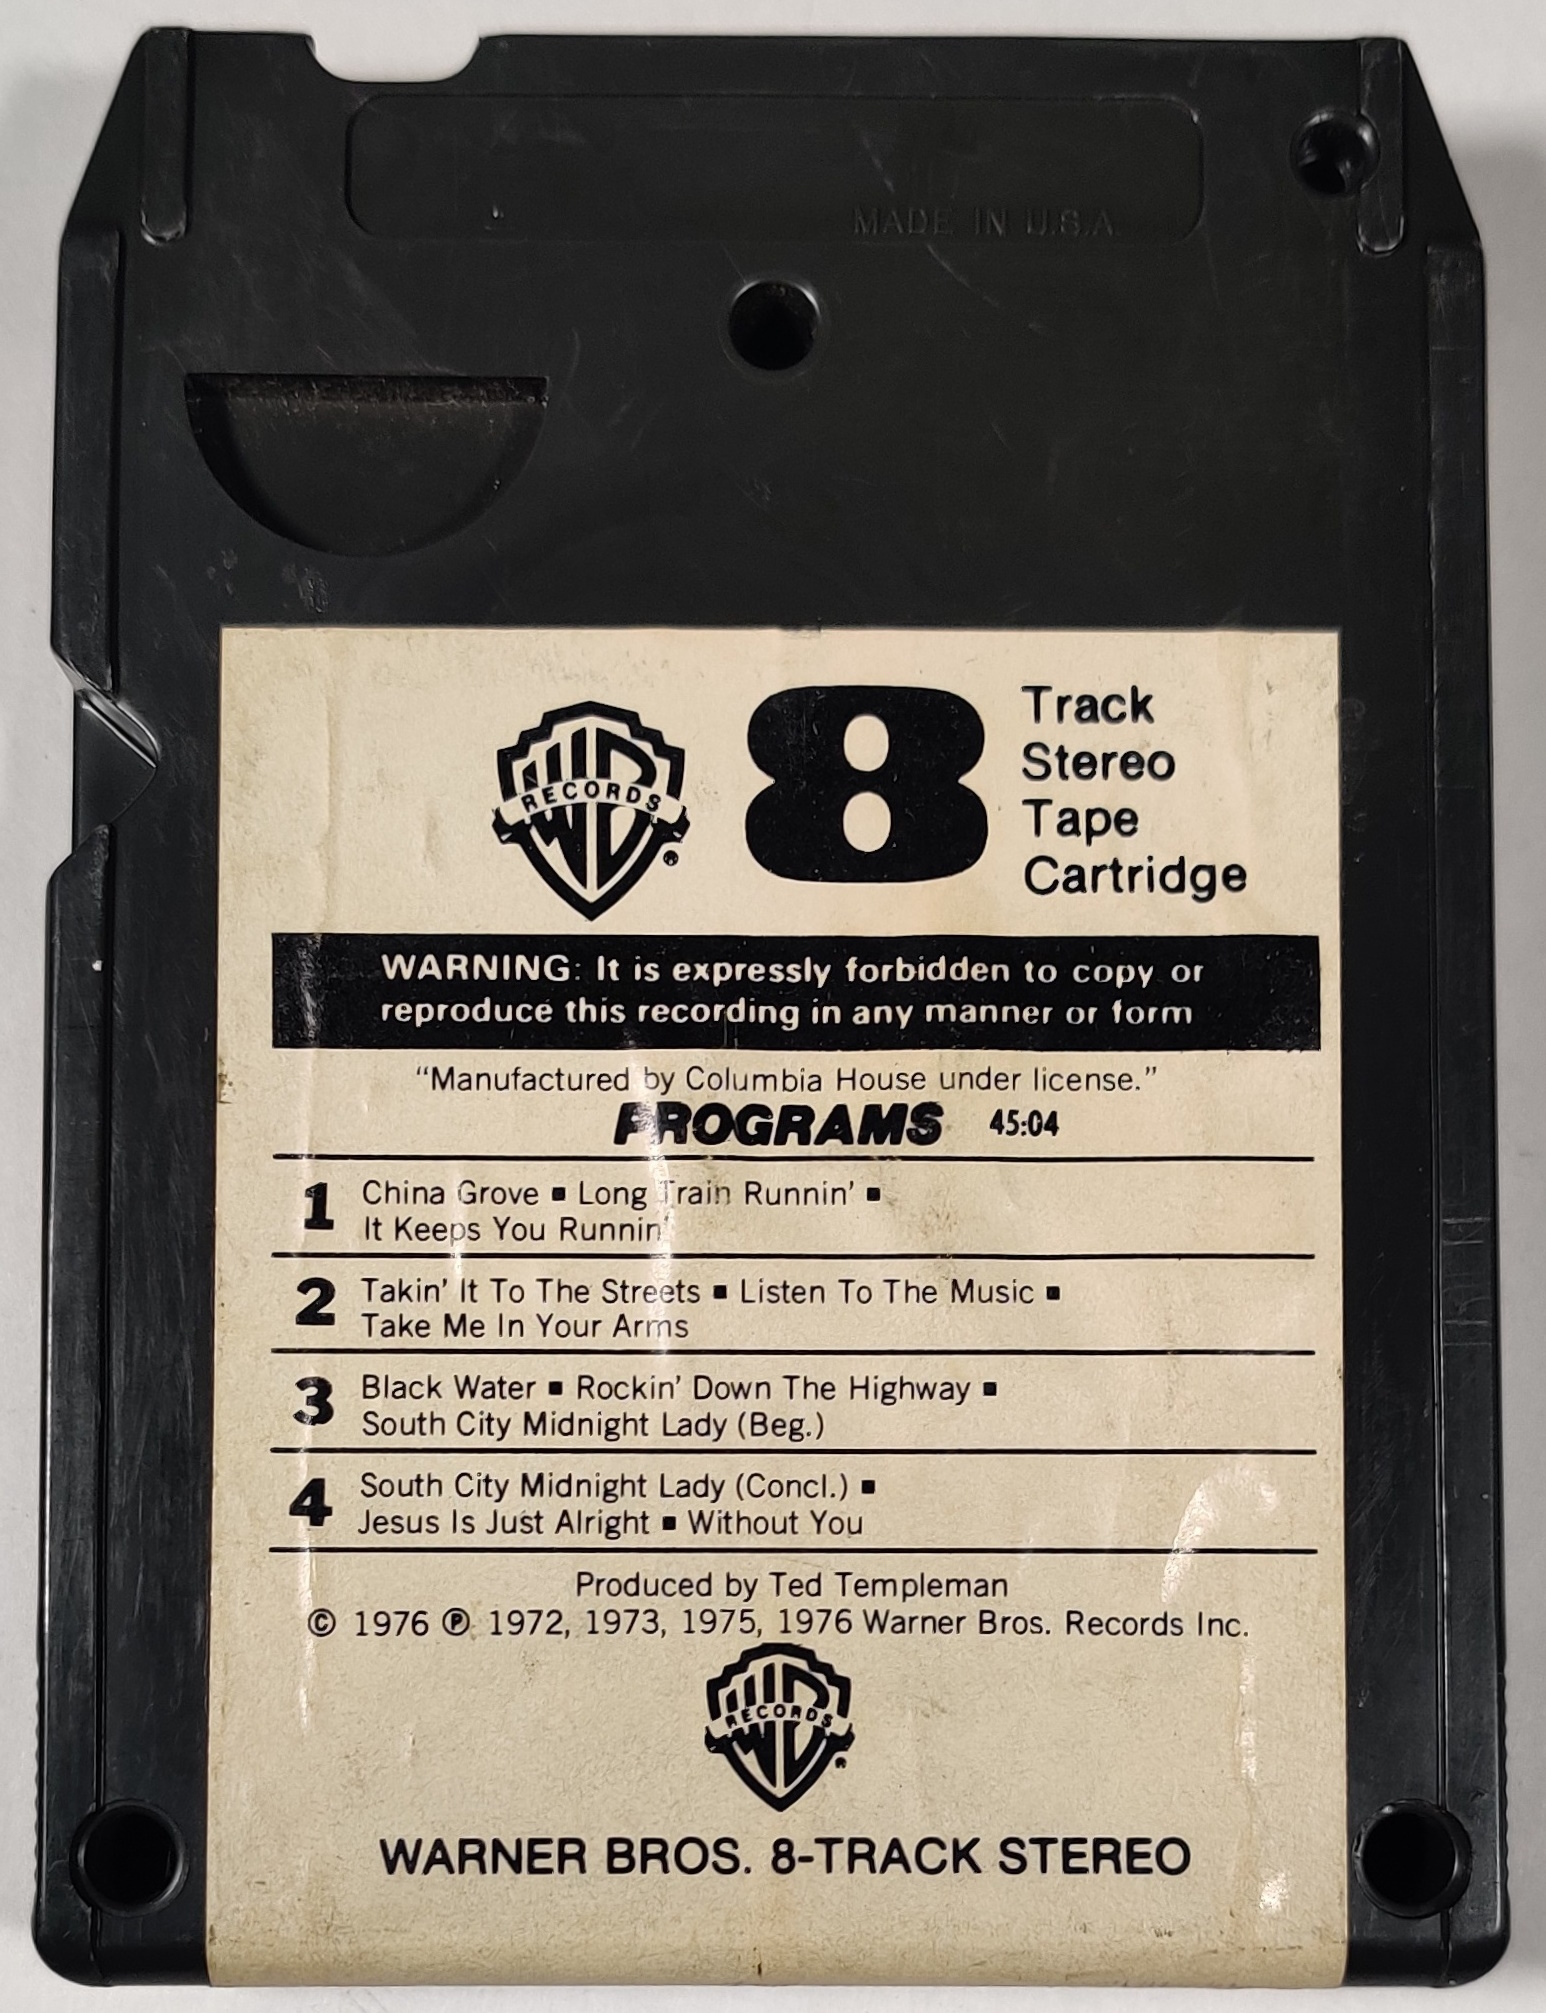 MADE IN U.S.A.
WB RECORDS ®
8
Track
Stereo
Tape
Cartridge
WARNING: It is expressly forbidden to copy or
reproduce this recording in any manner or form
“Manufactured by Columbia House under license.”
PROGRAMS 45:04
1 China Grove ▪ Long Train Runnin’ ▪
It Keeps You Runnin’
2 Takin’ It To The Streets ▪ Listen To The Music ▪
Take Me In Your Arms
3 Black Water ▪ Rockin’ Down The Highway ▪
South City Midnight Lady (Beg.)
4 South City Midnight Lady (Concl.) ▪
Jesus Is Just Alright ▪ Without You
Produced by Ted Templeman
© 1976 ℗ 1972, 1973, 1975, 1976 Warner Bros. Records Inc.
WB RECORDS ®
WARNER BROS. 8-TRACK STEREO